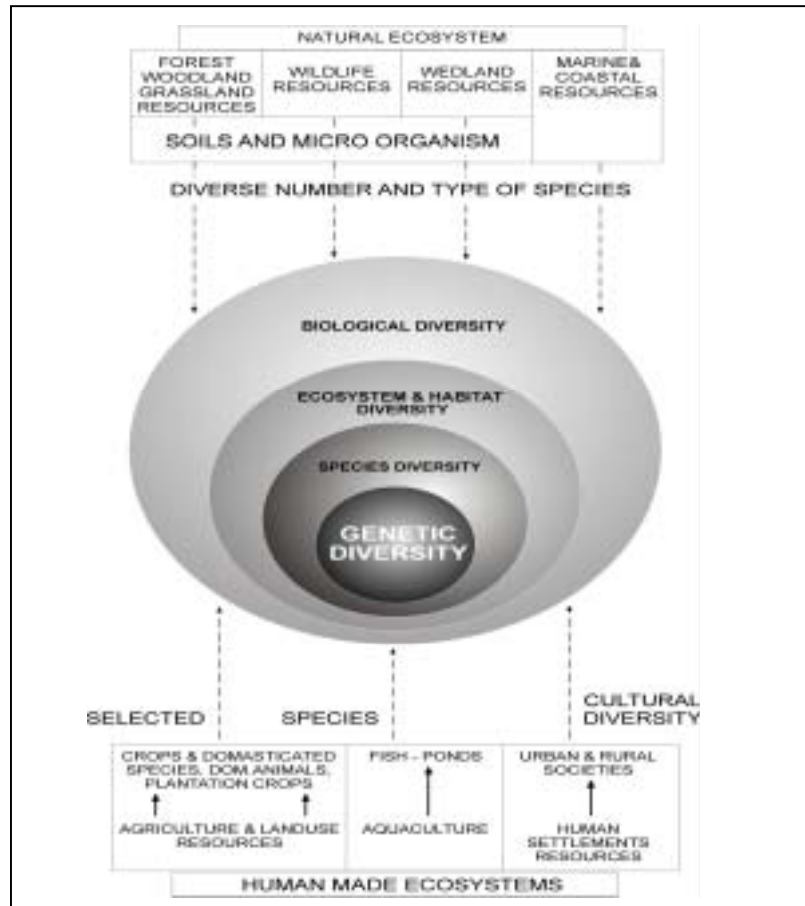 NATURAL ECOSYSTEM
FOREST
WOODLAND
GRASSLAND
RESOURCES
WILDLIFE
RESOURCES
WEDLAND
RESOURCES
MARINE&
COASTAL
RESOURCES
SOILS AND MICRO ORGANISM
DIVERSE NUMBER AND TYPE OF SPECIES
BIOLOGICAL DIVERSITY
ECOSYSTEM & HABITAT
DIVERSITY
SPECIES DIVERSITY
GENETIC
DIVERSITY
SELECTED
SPECIES
CULTURAL
DIVERSITY
CROPS & DOMASTICATED
SPECIES, DOM.ANIMALS,
PLANTATION CROPS
FISH - PONDS
URBAN & RURAL
SOCIETIES
AGRICULTURE & LANDUSE
RESOURCES
AQUACULTURE
HUMAN
SETTLEMENTS
RESOURCES
HUMAN MADE ECOSYSTEMS